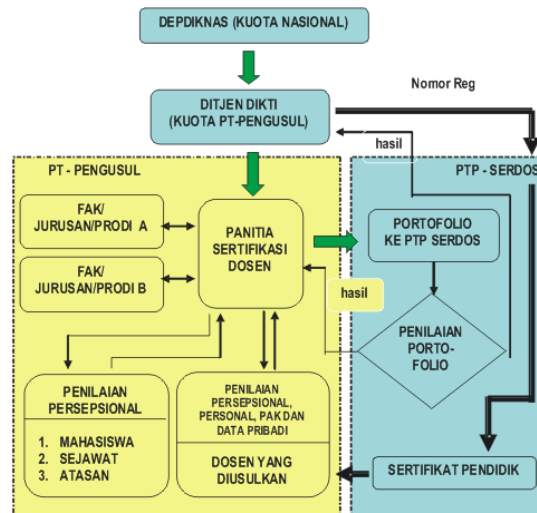 DEPDIKNAS (KUOTA NASIONAL)
Nomor Reg
DITJEN DIKTI
(KUOTA PT-PENGUSUL)
hasil
PT - PENGUSUL
PTP - SERDOS
FAK/
JURUSAN/PRODI A
PANITIA
SERTIFIKASI
DOSEN
PORTOFOLIO
KE PTP SERDOS
FAK/
JURUSAN/PRODI B
hasil
PENILAIAN
PORTO-
FOLIO
PENILAIAN
PERSEPSIONAL
1. MAHASISWA
2. SEJAWAT
3. ATASAN
PENILAIAN
PERSEPSIONAL,
PERSONAL, PAK DAN
DATA PRIBADI
DOSEN YANG
DIUSULKAN
SERTIFIKAT PENDIDIK